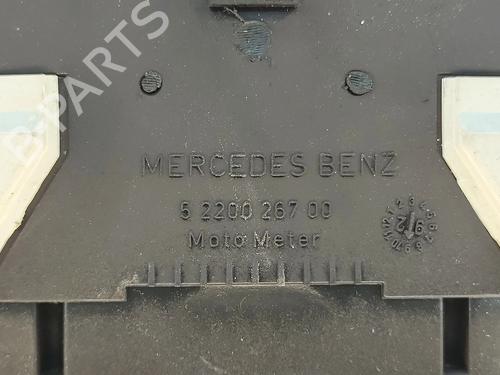 B-PARTS
MERCEDES BENZ
5 2200 267 00
Moto Meter